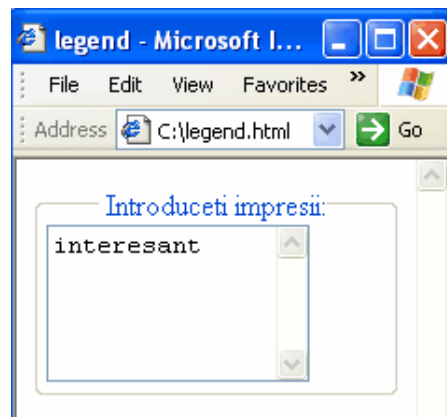 legend - Microsoft I...
File Edit View Favorites »
Address C:\legend.html Go
Introduceti impresii:
interesant